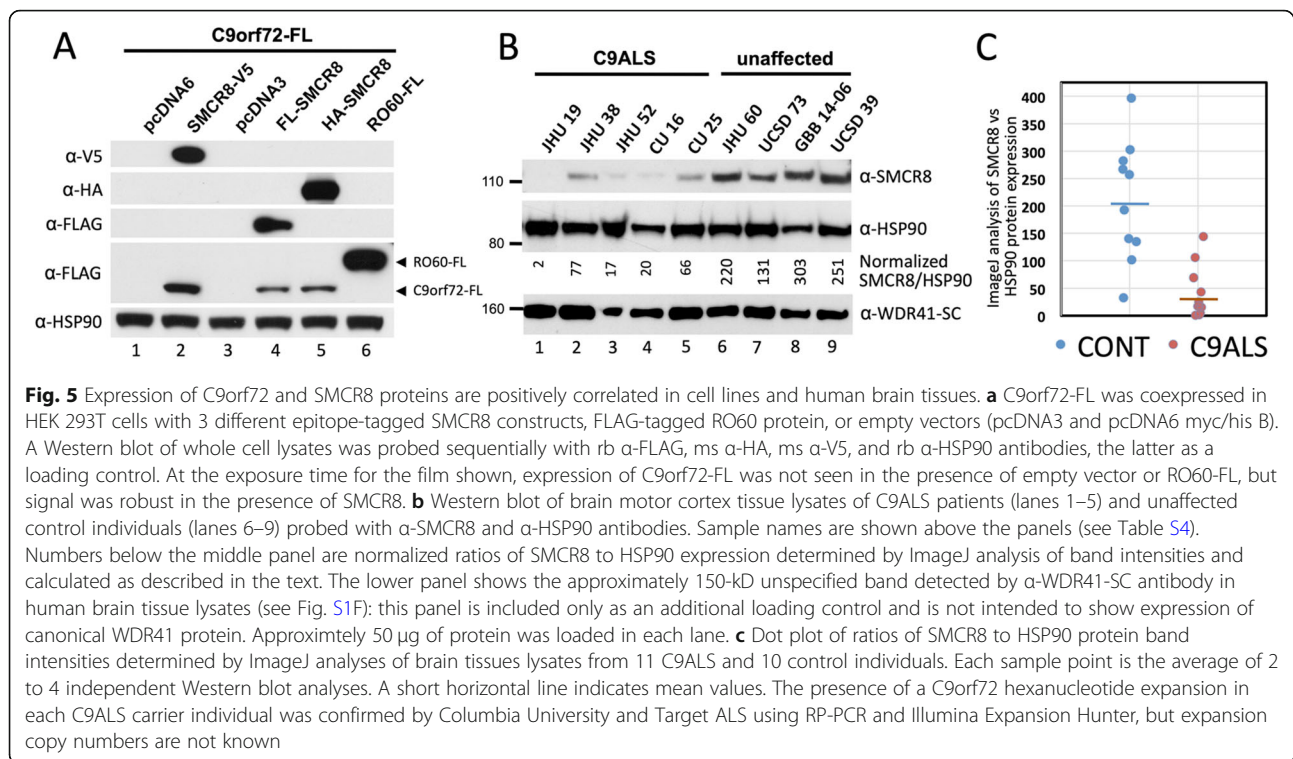 A
C9orf72-FL
pcDNA6
SMCR8-V5
pcDNA3
FL-SMCR8
HA-SMCR8
RO60-FL
α-V5
α-HA
α-FLAG
α-FLAG
◄ RO60-FL
◄ C9orf72-FL
α-HSP90
1 2 3 4 5 6
B
C9ALS
unaffected
JHU 19
JHU 38
JHU 52
CU 16
CU 25
JHU 60
UCSD 73
GBB 14-06
UCSD 39
110
α-SMCR8
α-HSP90
80
2 77 17 20 66 220 131 303 251
Normalized
SMCR8/HSP90
160
α-WDR41-SC
1 2 3 4 5 6 7 8 9
C
ImageJ analysis of SMCR8 vs
HSP90 protein expression
400
350
300
250
200
150
100
50
0
CONT
C9ALS
Fig. 5 Expression of C9orf72 and SMCR8 proteins are positively correlated in cell lines and human brain tissues. a C9orf72-FL was coexpressed in
HEK 293T cells with 3 different epitope-tagged SMCR8 constructs, FLAG-tagged RO60 protein, or empty vectors (pcDNA3 and pcDNA6 myc/his B).
A Western blot of whole cell lysates was probed sequentially with rb α-FLAG, ms α-HA, ms α-V5, and rb α-HSP90 antibodies, the latter as a
loading control. At the exposure time for the film shown, expression of C9orf72-FL was not seen in the presence of empty vector or RO60-FL, but
signal was robust in the presence of SMCR8. b Western blot of brain motor cortex tissue lysates of C9ALS patients (lanes 1–5) and unaffected
control individuals (lanes 6–9) probed with α-SMCR8 and α-HSP90 antibodies. Sample names are shown above the panels (see Table S4).
Numbers below the middle panel are normalized ratios of SMCR8 to HSP90 expression determined by ImageJ analysis of band intensities and
calculated as described in the text. The lower panel shows the approximately 150-kD unspecified band detected by α-WDR41-SC antibody in
human brain tissue lysates (see Fig. S1F): this panel is included only as an additional loading control and is not intended to show expression of
canonical WDR41 protein. Approximtely 50 μg of protein was loaded in each lane. c Dot plot of ratios of SMCR8 to HSP90 protein band
intensities determined by ImageJ analyses of brain tissues lysates from 11 C9ALS and 10 control individuals. Each sample point is the average of 2
to 4 independent Western blot analyses. A short horizontal line indicates mean values. The presence of a C9orf72 hexanucleotide expansion in
each C9ALS carrier individual was confirmed by Columbia University and Target ALS using RP-PCR and Illumina Expansion Hunter, but expansion
copy numbers are not known